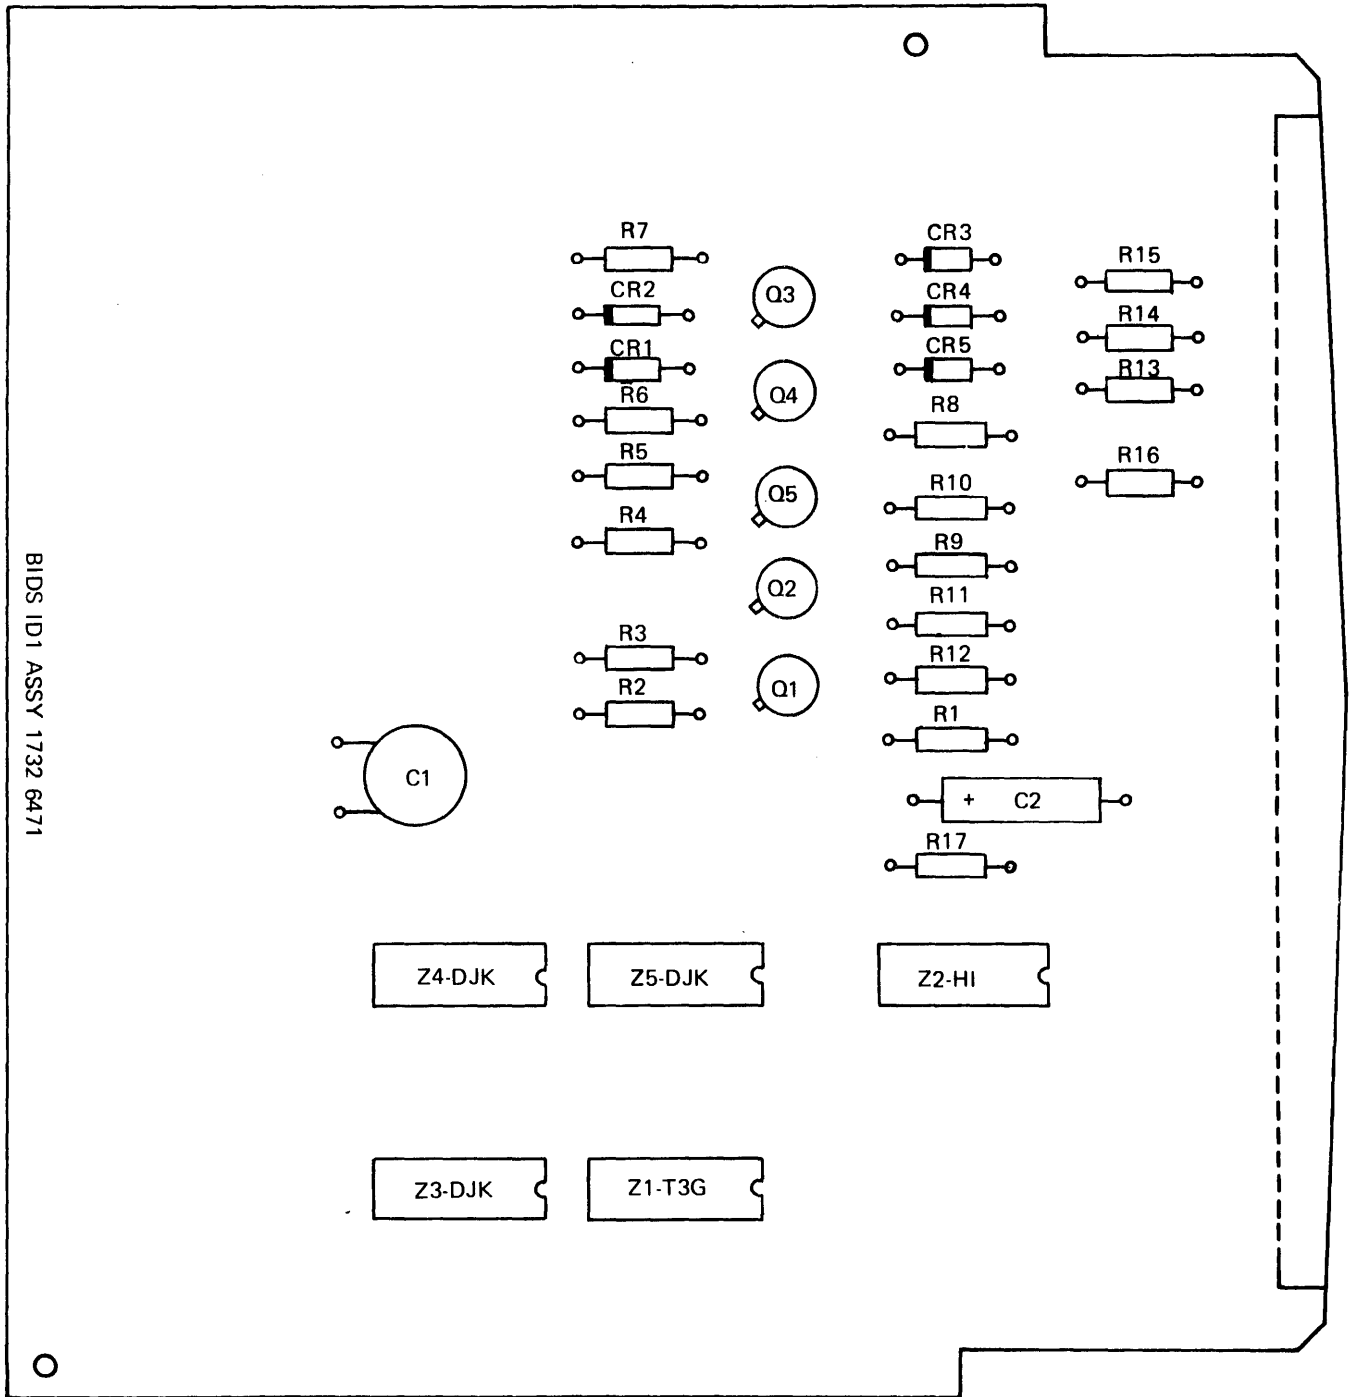 R7
CR2
CR1
R6
R5
R4
R3
R2
C1
Q3
Q4
Q5
Q2
Q1
CR3
CR4
CR5
R8
R10
R9
R11
R12
R1
+ C2
R17
R15
R14
R13
R16
Z4-DJK
Z5-DJK
Z2-HI
Z3-DJK
Z1-T3G
BIDS ID1 ASSY 1732 6471